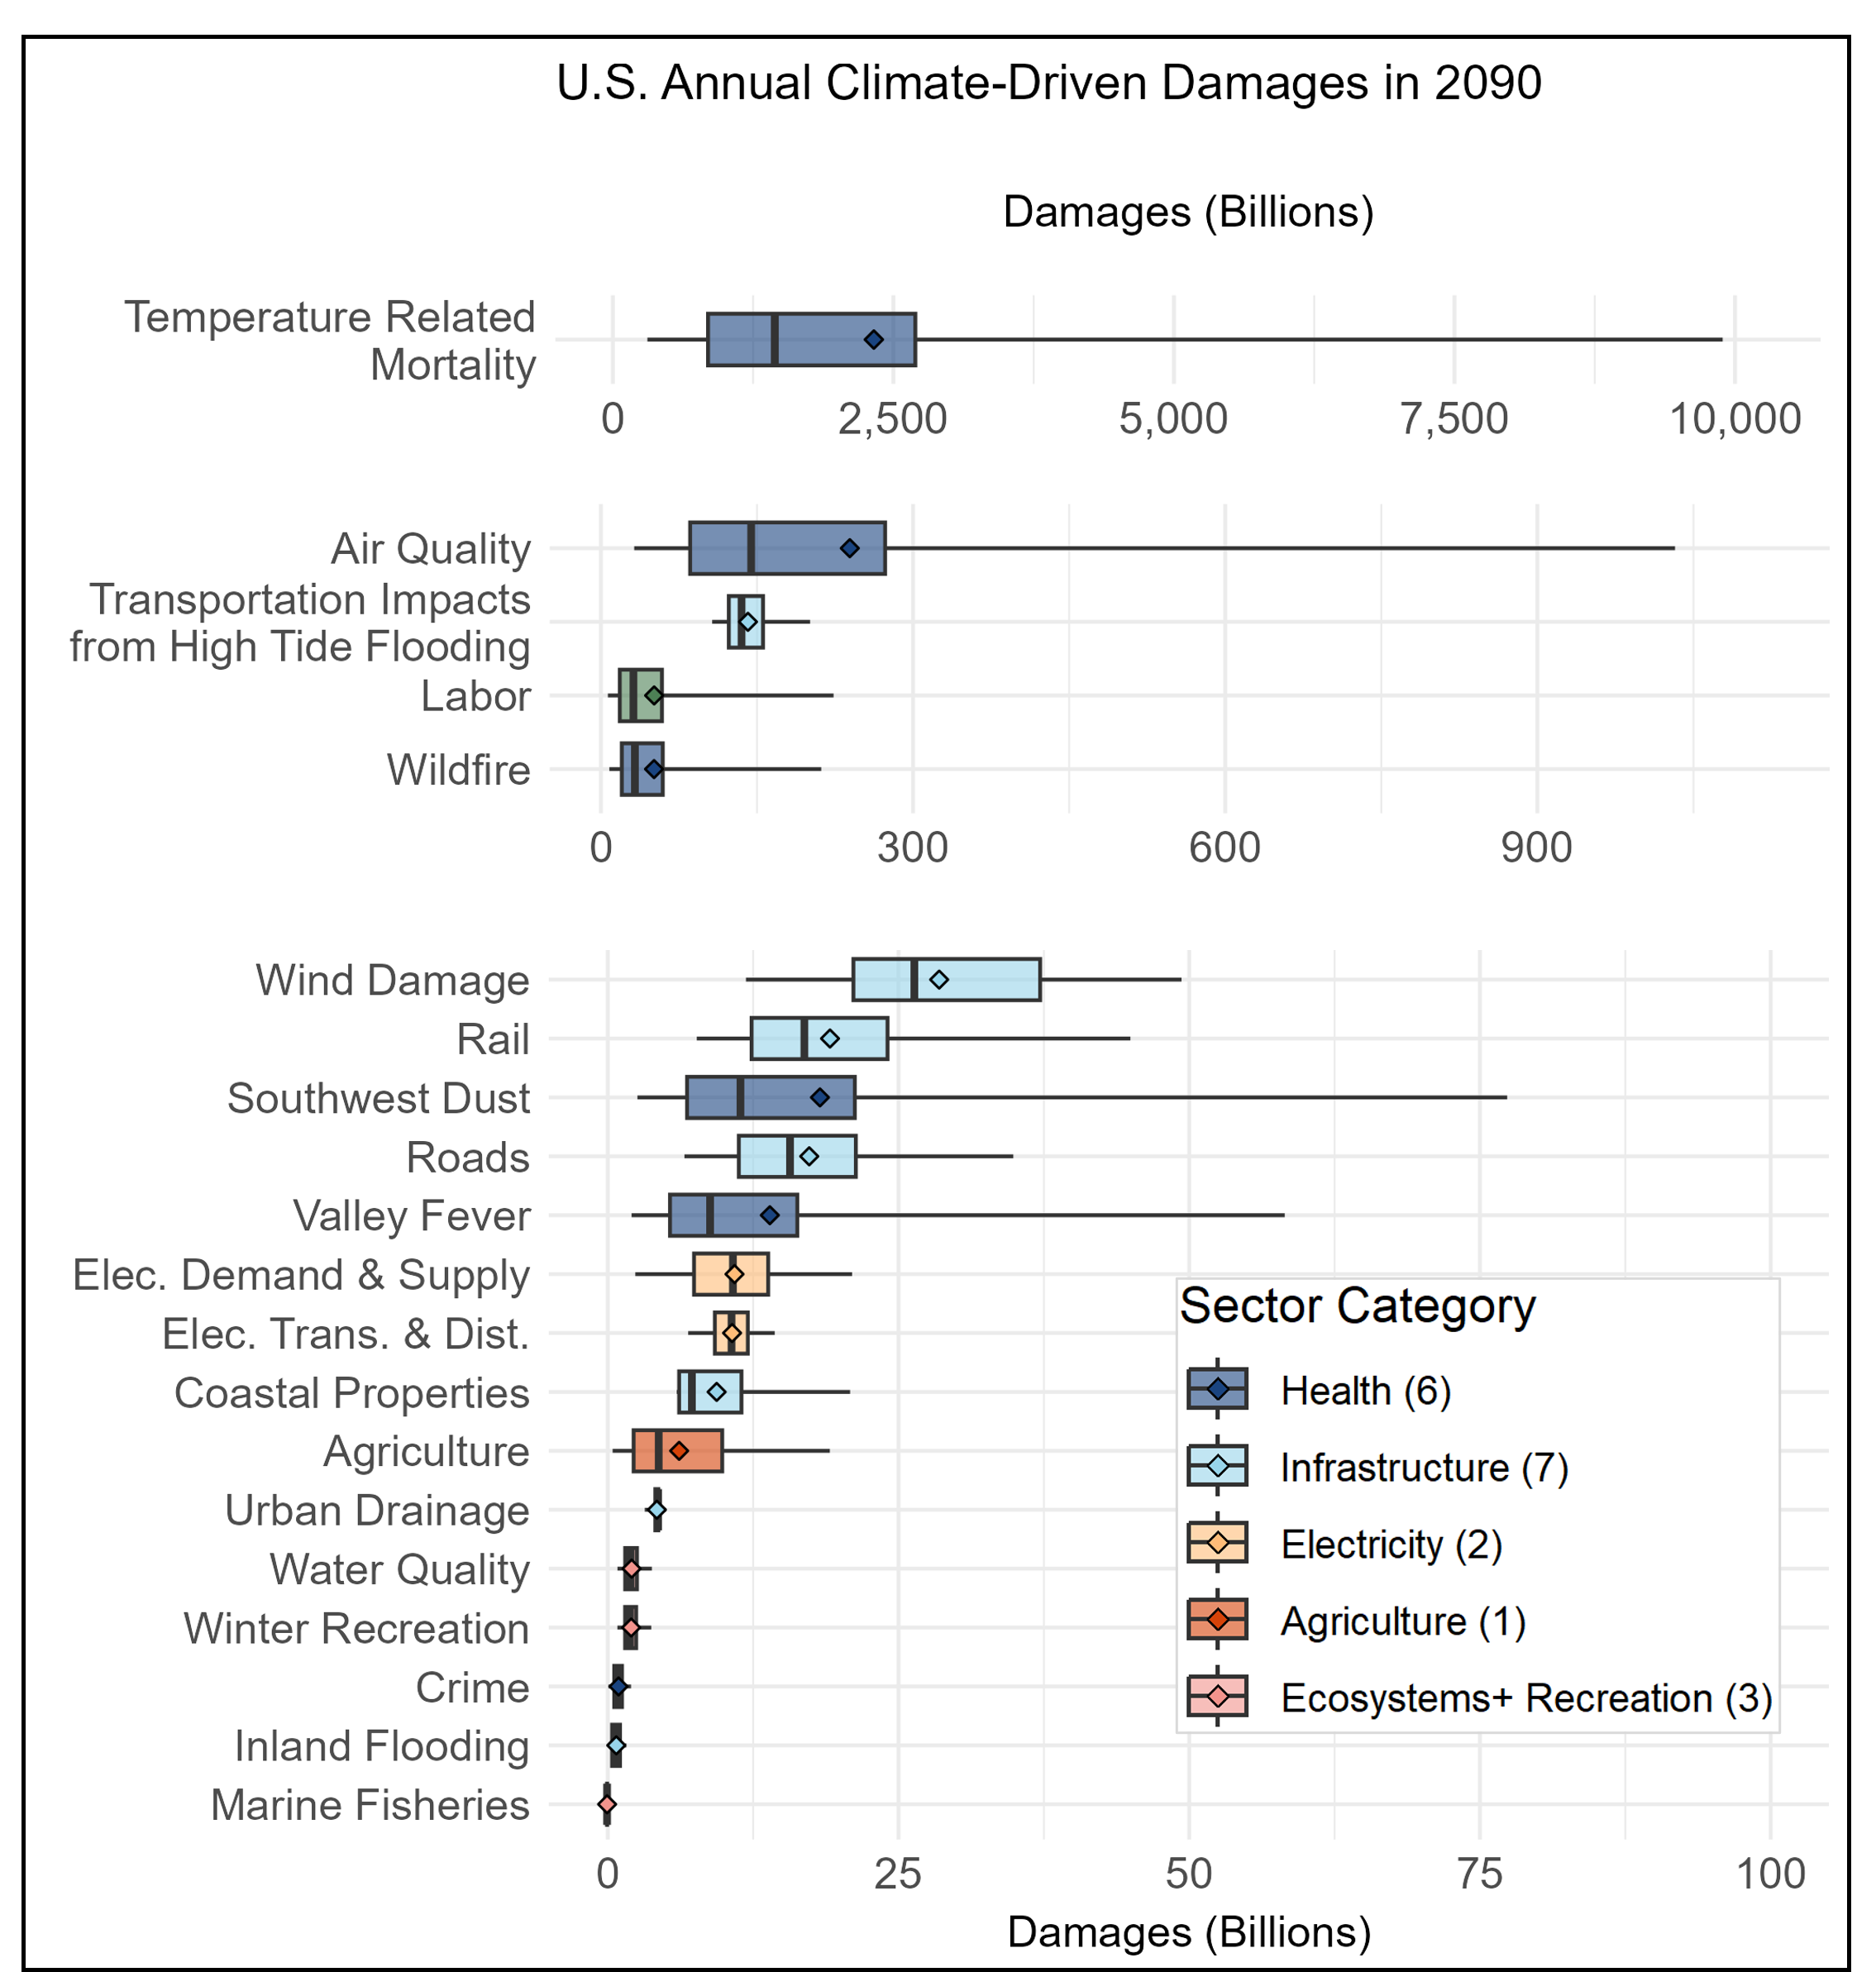 U.S. Annual Climate-Driven Damages in 2090
Damages (Billions)
Temperature Related
Mortality
0 2,500 5,000 7,500 10,000
Air Quality
Transportation Impacts
from High Tide Flooding
Labor
Wildfire
0 300 600 900
Wind Damage
Rail
Southwest Dust
Roads
Valley Fever
Elec. Demand & Supply
Elec. Trans. & Dist.
Coastal Properties
Agriculture
Urban Drainage
Water Quality
Winter Recreation
Crime
Inland Flooding
Marine Fisheries
Sector Category
Health (6)
Infrastructure (7)
Electricity (2)
Agriculture (1)
Ecosystems+ Recreation (3)
0 25 50 75 100
Damages (Billions)